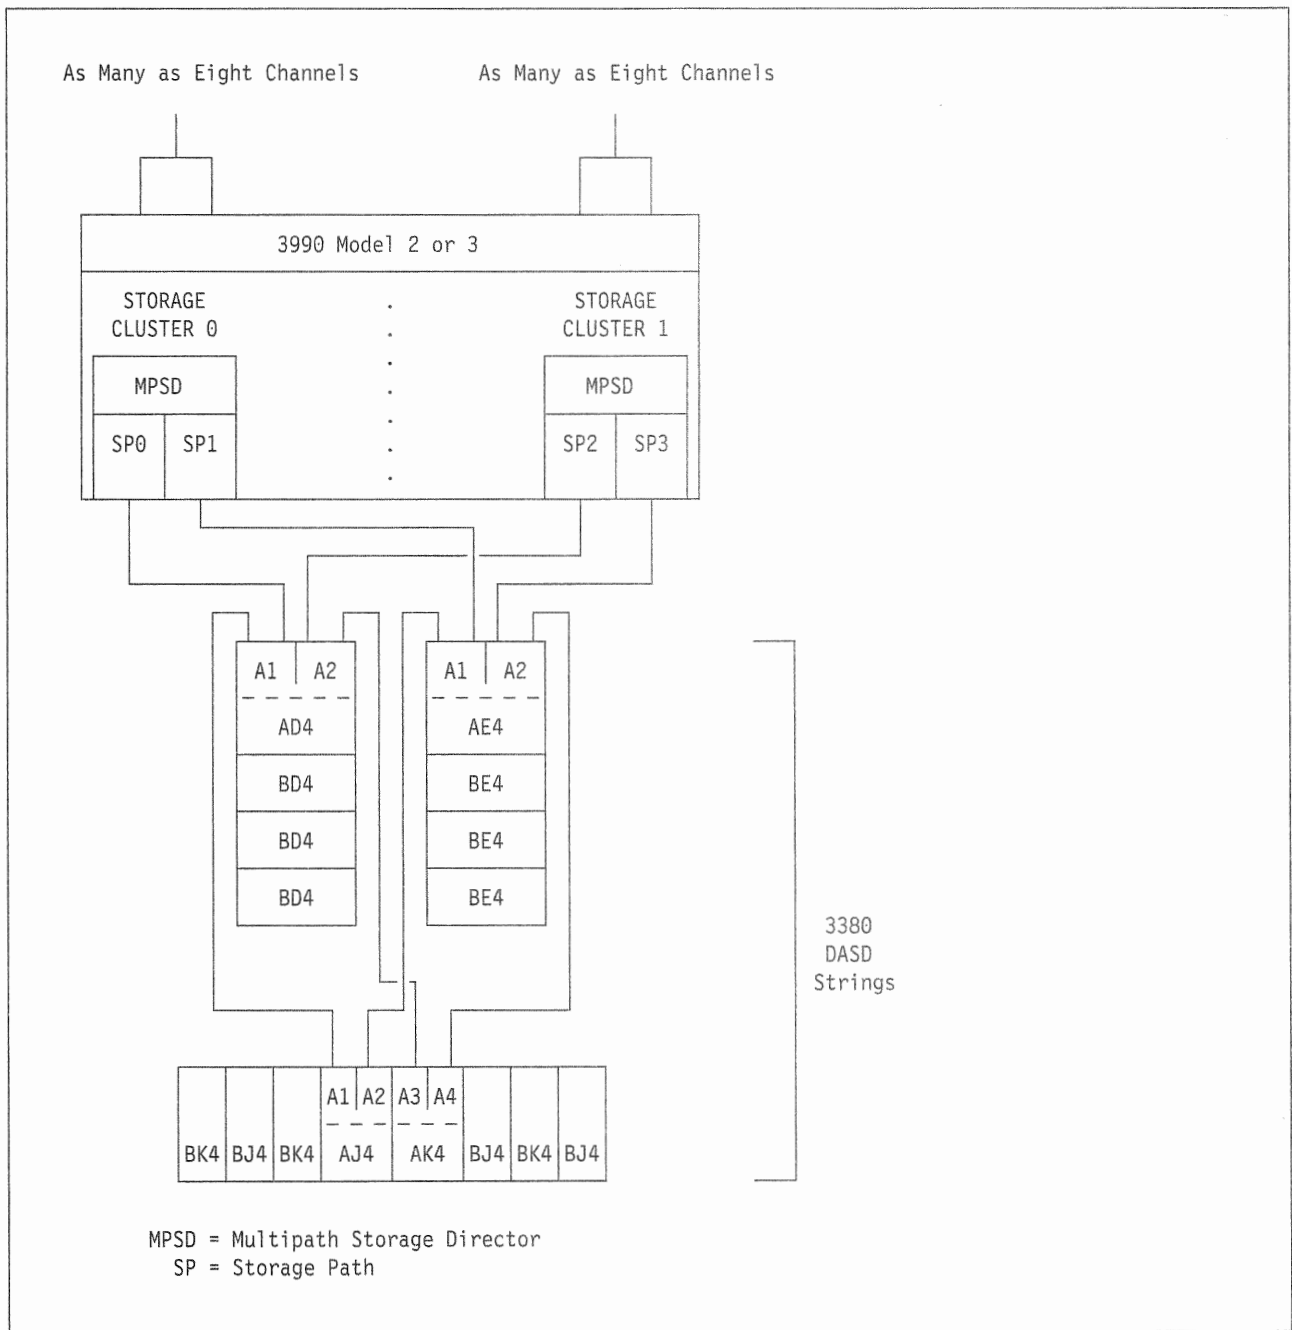 As Many as Eight Channels As Many as Eight Channels
3990 Model 2 or 3
STORAGE STORAGE
CLUSTER 0 CLUSTER 1
MPSD MPSD
SP0 SP1 SP2 SP3
A1 A2 A1 A2
AD4 AE4
BD4 BE4
BD4 BE4
BD4 BE4
3380
DASD
Strings
A1 A2 A3 A4
BK4 BJ4 BK4 AJ4 AK4 BJ4 BK4 BJ4
MPSD = Multipath Storage Director
SP = Storage Path